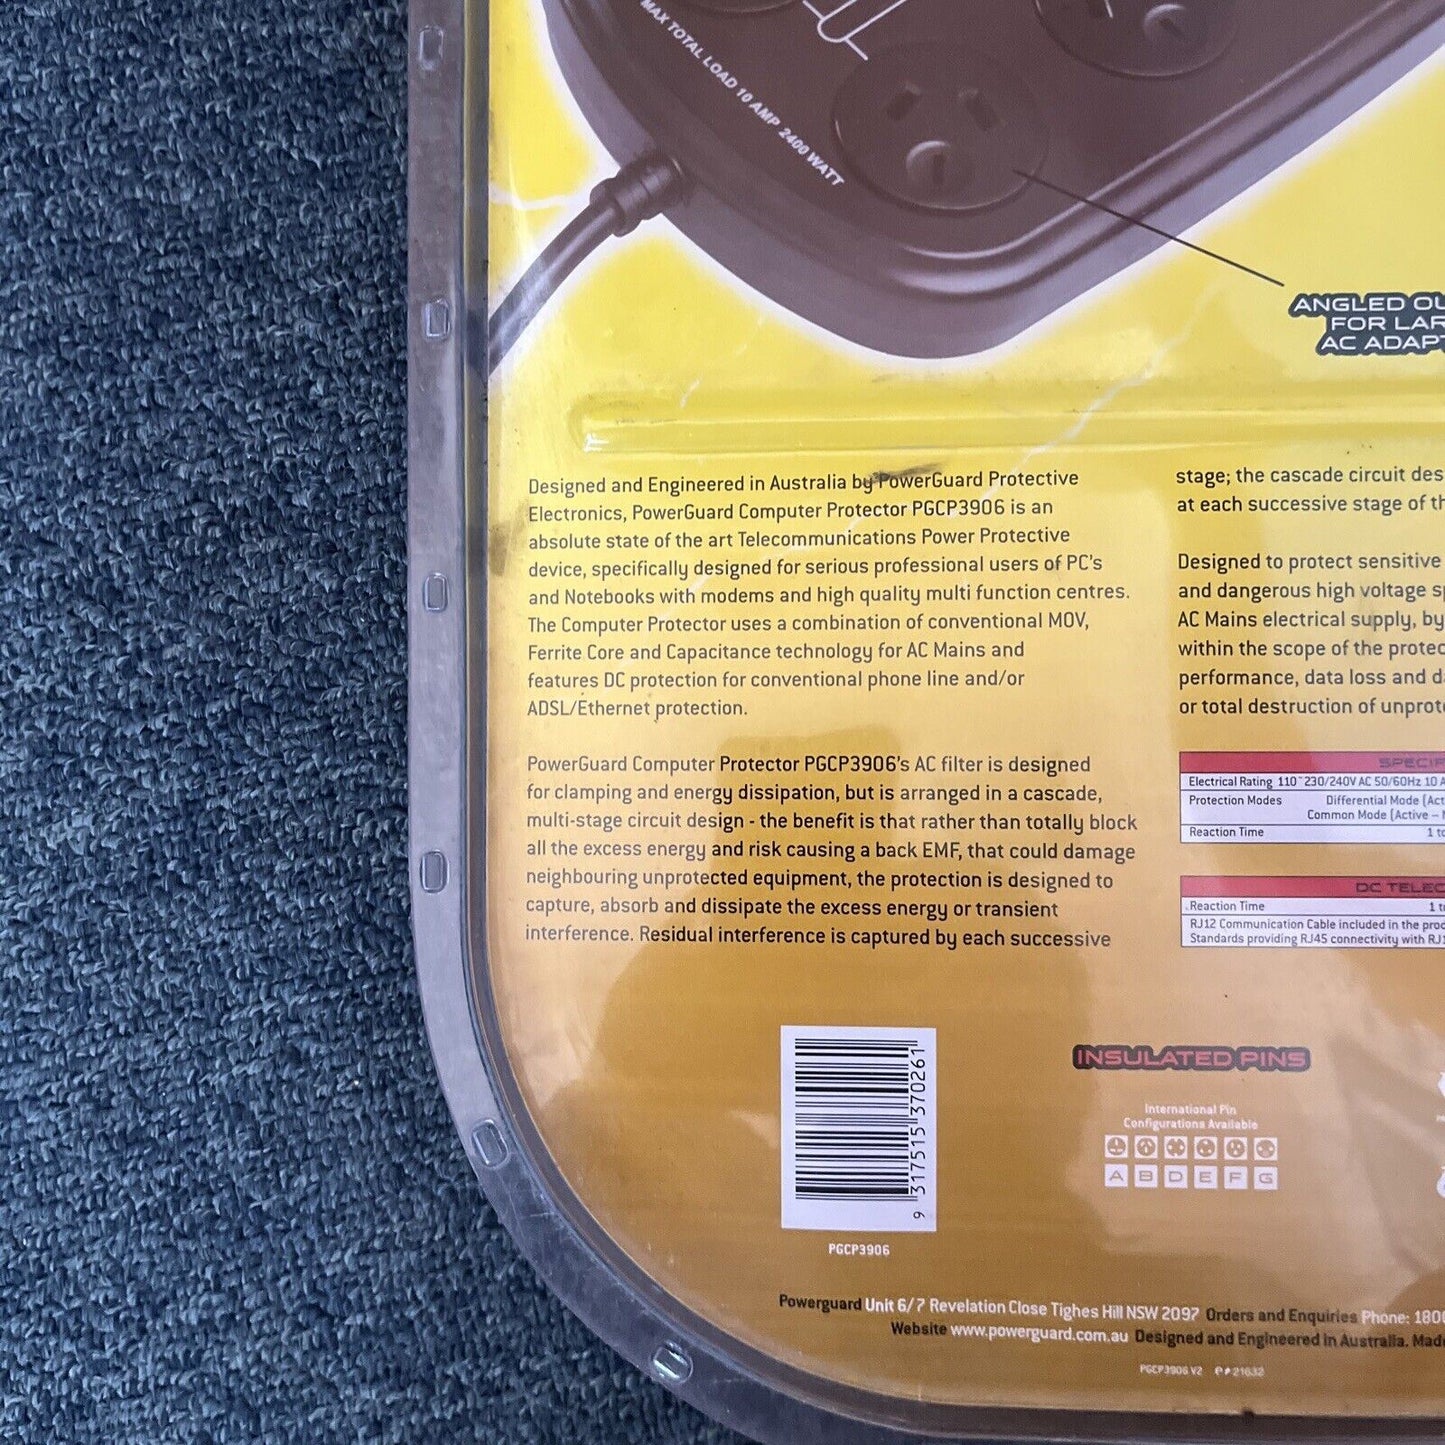 MAX TOTAL LOAD 10 AMP 2400 WATT
ANGLED
FOR
AC
Designed and Engineered in Australia by PowerGuard Protective
Electronics, PowerGuard Computer Protector PGCP3906 is an
absolute state of the art Telecommunications Power Protective
device, specifically designed for serious professional users of PC's
and Notebooks with modems and high quality multi function centres.
The Computer Protector uses a combination of conventional MOV,
Ferrite Core and Capacitance technology for AC Mains and
features DC protection for conventional phone line and/or
ADSL/Ethernet protection.
PowerGuard Computer Protector PGCP3906's AC filter is designed
for clamping and energy dissipation, but is arranged in a cascade,
multi-stage circuit design - the benefit is that rather than totally block
all the excess energy and risk causing a back EMF, that could damage
neighbouring unprotected equipment, the protection is designed to
capture, absorb and dissipate the excess energy or transient
interference. Residual interference is captured by each successive
stage; the cascade circuit des
at each successive stage of th
Designed to protect sensitive
and dangerous high voltage sp
AC Mains electrical supply, by
within the scope of the protec
performance, data loss and d
or total destruction of unprote
SPECIF
Electrical Rating 110~230/240V AC 50/60Hz 10 A
Protection Modes Differential Mode (Act
Common Mode (Active –
Reaction Time 1 t
DC TELEC
Reaction Time 1 t
RJ12 Communication Cable included in the prod
Standards providing RJ45 connectivity with RJ1
9 317515 370261
PGCP3906
INSULATED PINS
International Pin
Configurations Available
A B D E F G
Powerguard Unit 6/7 Revelation Close Tighes Hill NSW 2097 Orders and Enquiries Phone: 180
Website www.powerguard.com.au Designed and Engineered in Australia. Made
PGCP3906 V2 P#21632